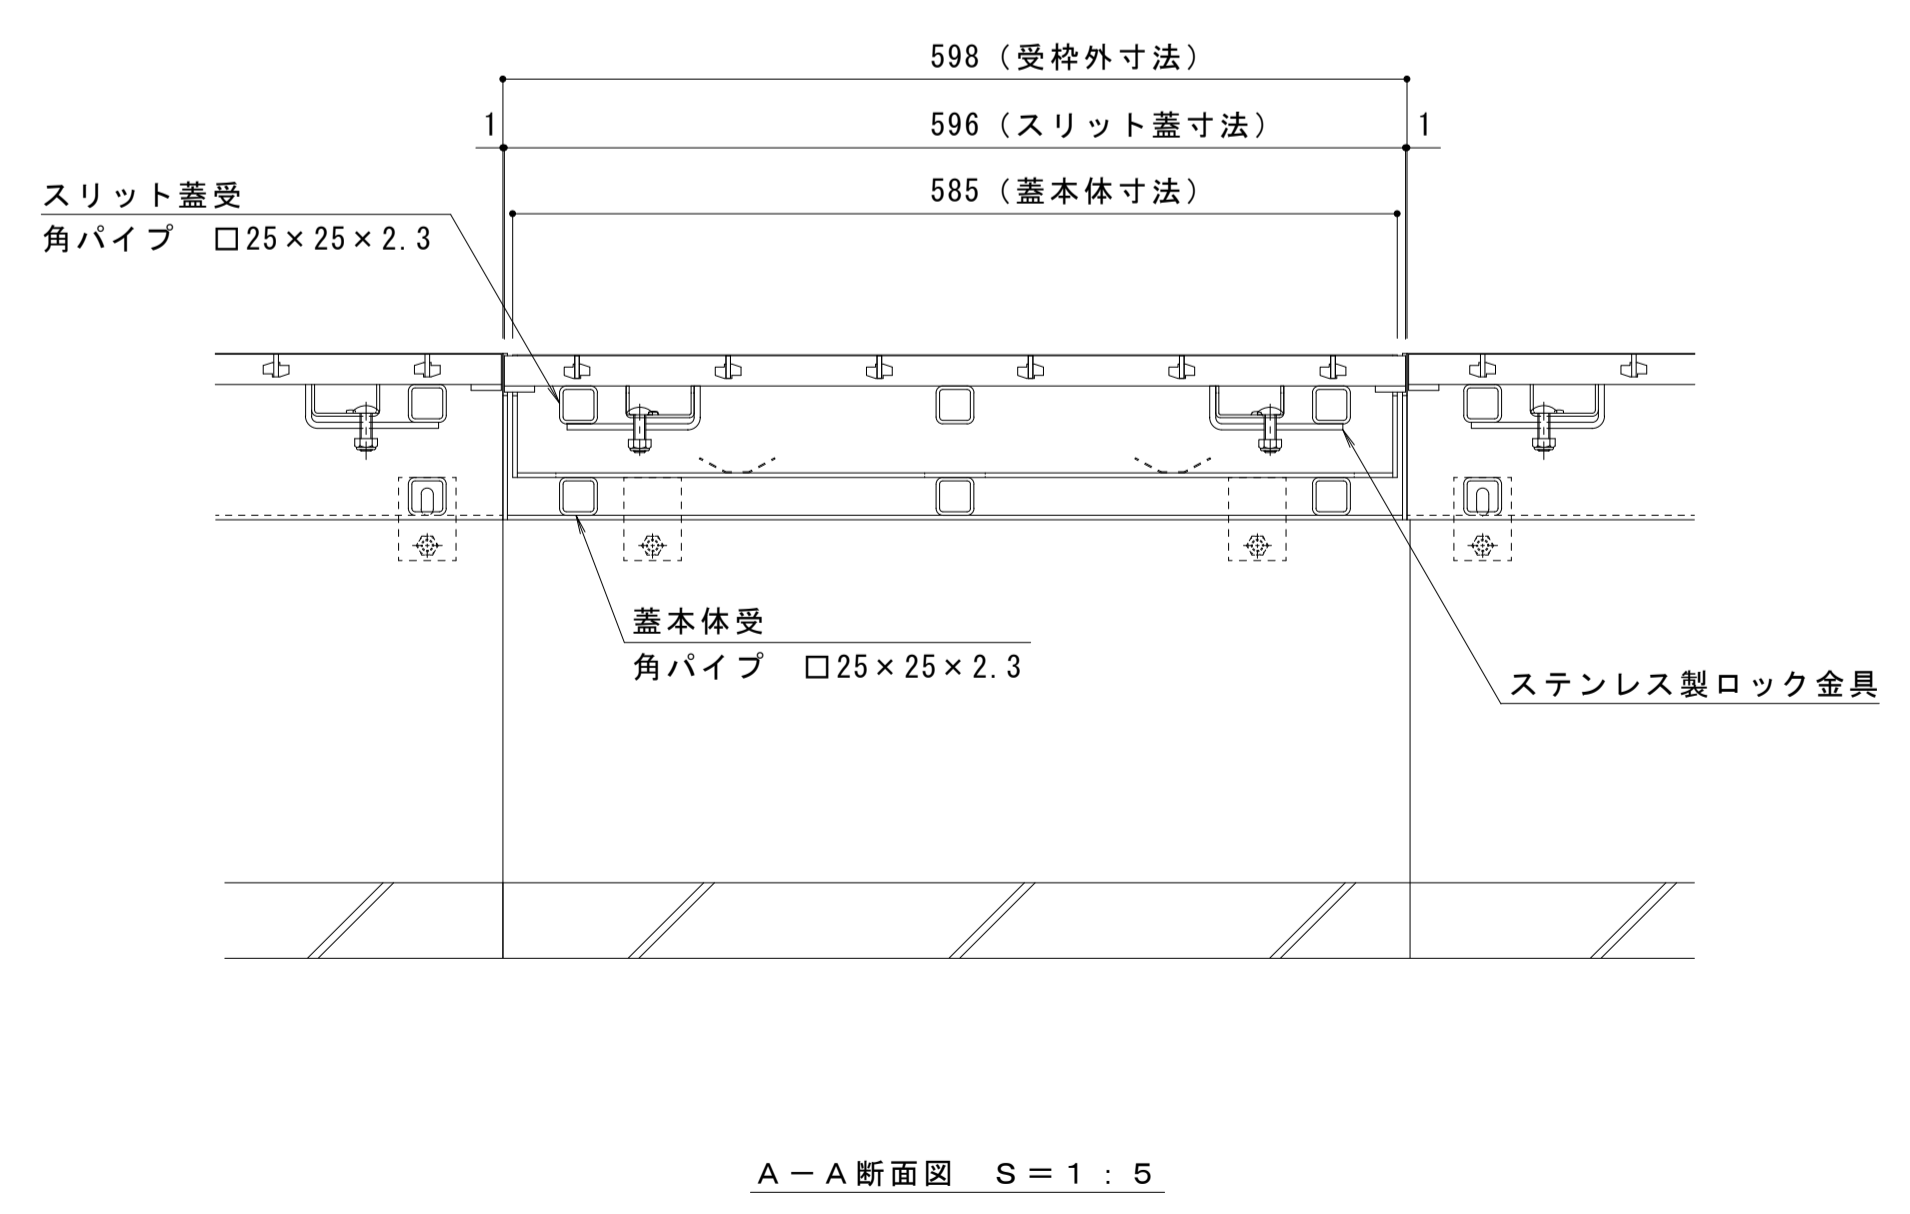 598（受枠外寸法）
1 596（スリット蓋寸法） 1
585（蓋本体寸法）
スリット蓋受
角パイプ　□25×25×2.3
蓋本体受
角パイプ　□25×25×2.3
ステンレス製ロック金具
Ａ－Ａ断面図　Ｓ＝１：５